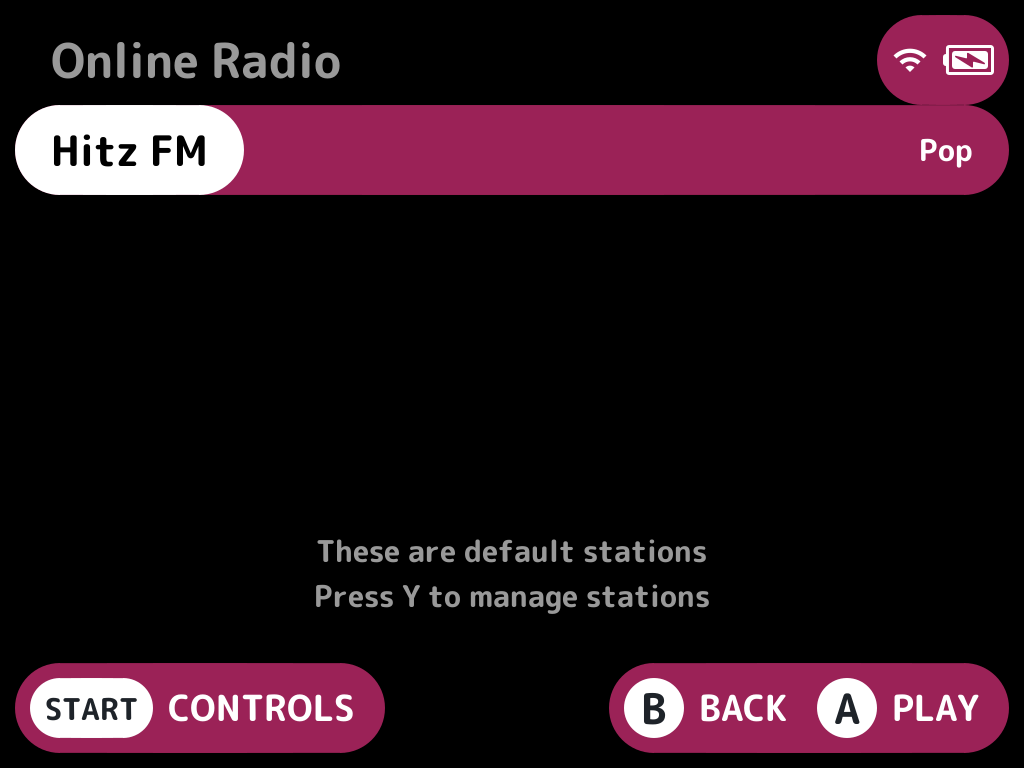 Online Radio
Hitz FM
Pop
These are default stations
Press Y to manage stations
START CONTROLS
B BACK A PLAY